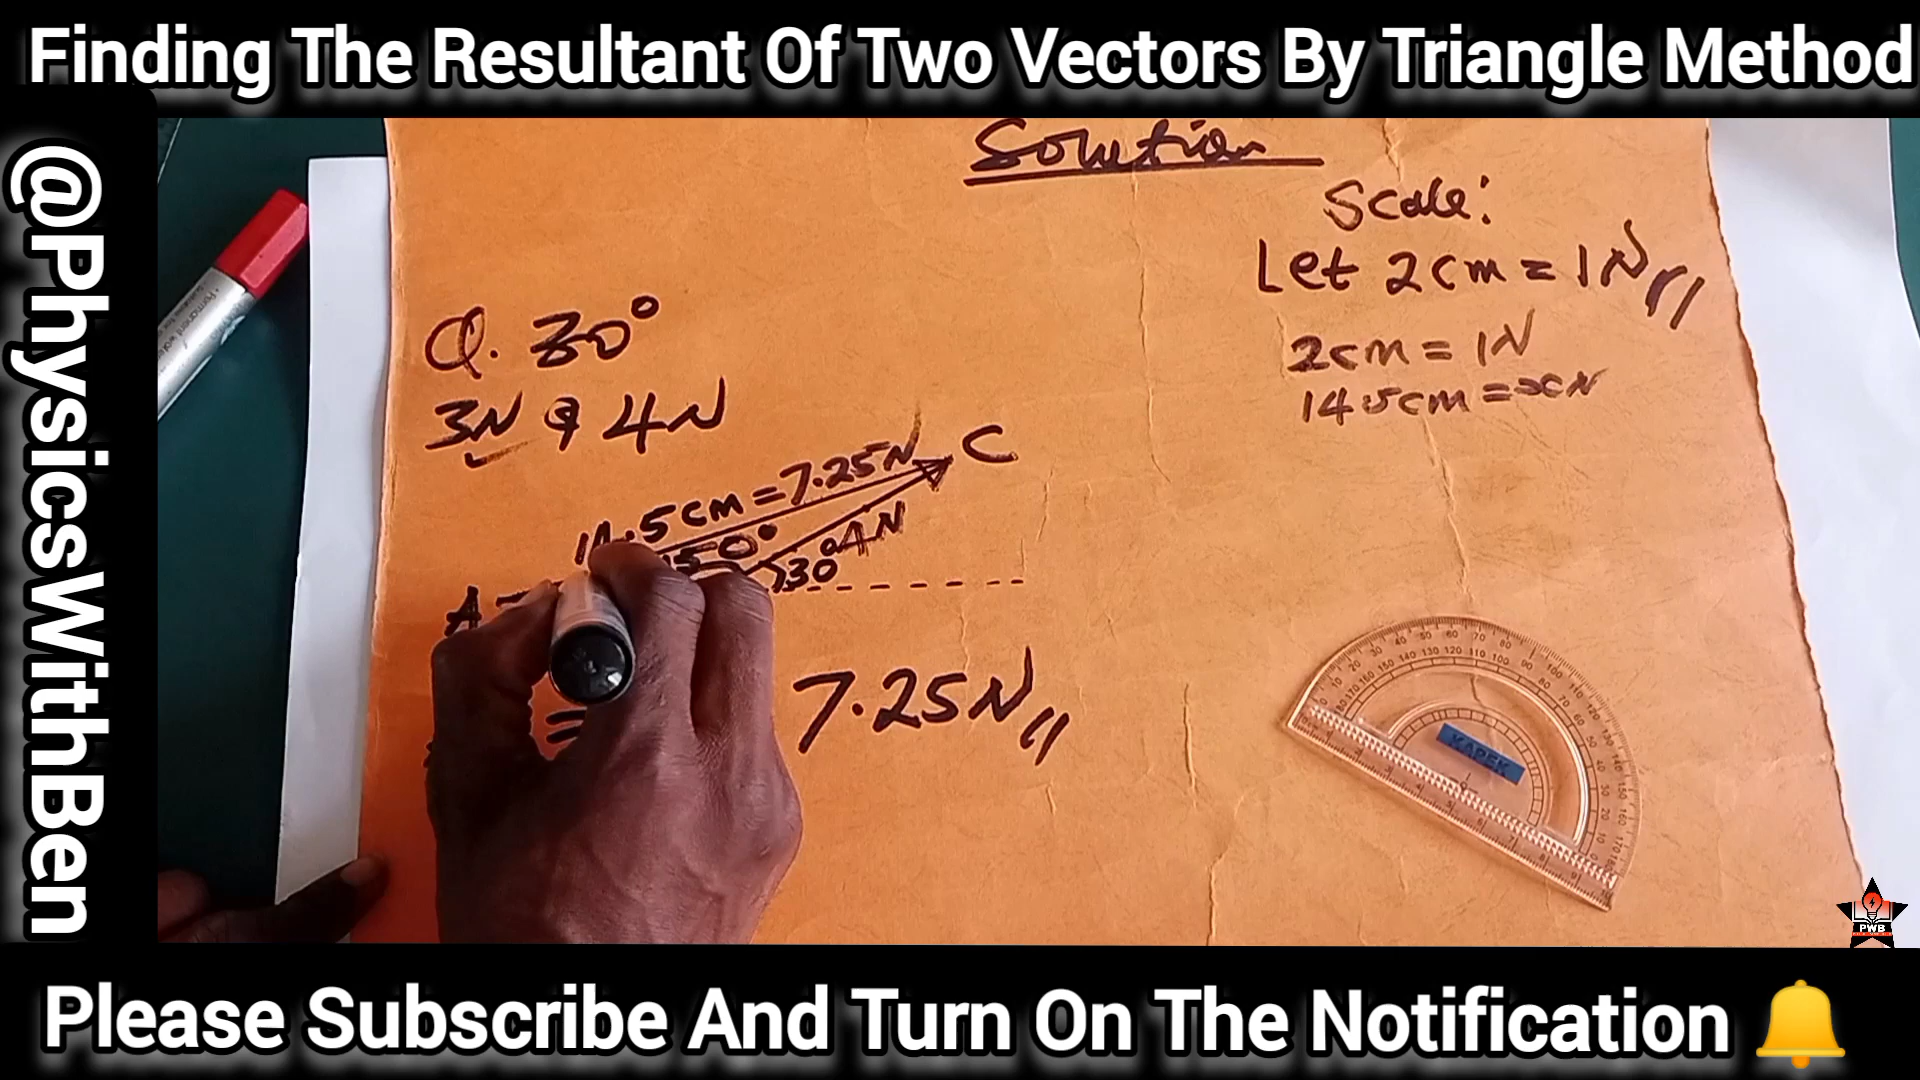 Finding The Resultant Of Two Vectors By Triangle Method
@PhysicsWithBen
Solution
Scale:
Let 2cm = 1N
2cm = 1N
14.5cm = xN
Q. 30°
3N & 4N
14.5cm = 7.25N
C
150°
30°
4N
A
=
7.25N
KAPEK
PWB
Please Subscribe And Turn On The Notification 🔔